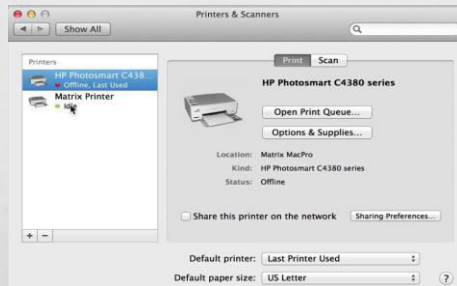 Printers & Scanners
Show All
Printers
HP Photosmart C438...
Offline, Last Used
Matrix Printer
Idle
Print Scan
HP Photosmart C4380 series
Open Print Queue...
Options & Supplies...
Location: Matrix MacPro
Kind: HP Photosmart C4380 series
Status: Offline
Share this printer on the network Sharing Preferences...
+ −
Default printer: Last Printer Used
Default paper size: US Letter ?